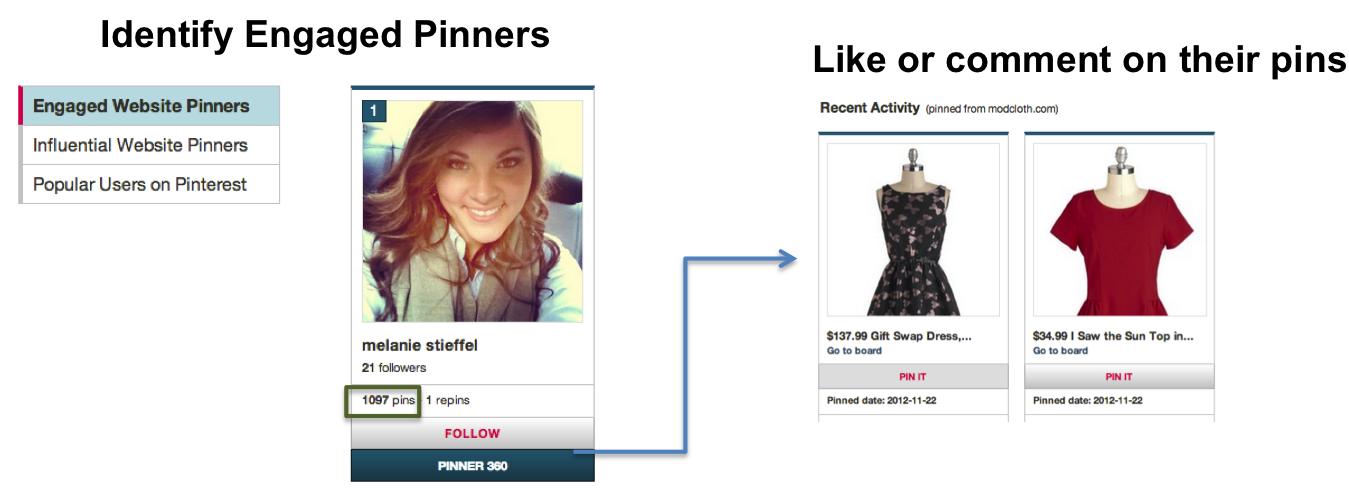 Identify Engaged Pinners
Like or comment on their pins
Engaged Website Pinners
Influential Website Pinners
Popular Users on Pinterest
1
melanie stieffel
21 followers
1097 pins · 1 repins
FOLLOW
PINNER 360
Recent Activity (pinned from modcloth.com)
$137.99 Gift Swap Dress,...
Go to board
PIN IT
Pinned date: 2012-11-22
$34.99 I Saw the Sun Top in...
Go to board
PIN IT
Pinned date: 2012-11-22